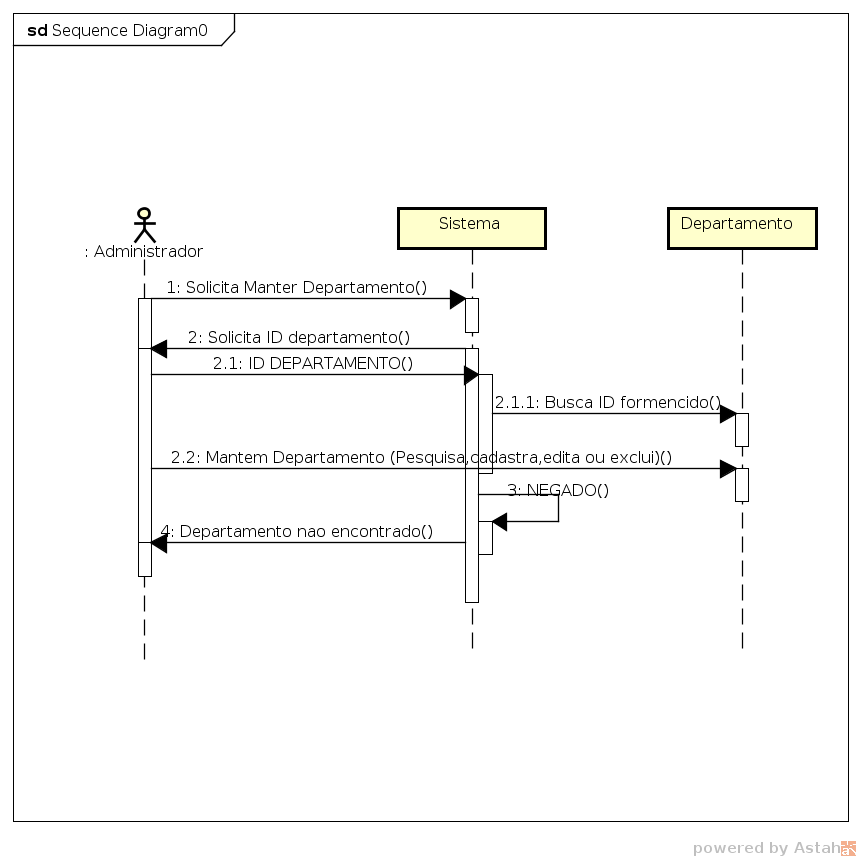 sd Sequence Diagram0
: Administrador
Sistema
Departamento
1: Solicita Manter Departamento()
2: Solicita ID departamento()
2.1: ID DEPARTAMENTO()
2.1.1: Busca ID formencido()
2.2: Mantem Departamento (Pesquisa,cadastra,edita ou exclui)()
3: NEGADO()
4: Departamento nao encontrado()
powered by Astah